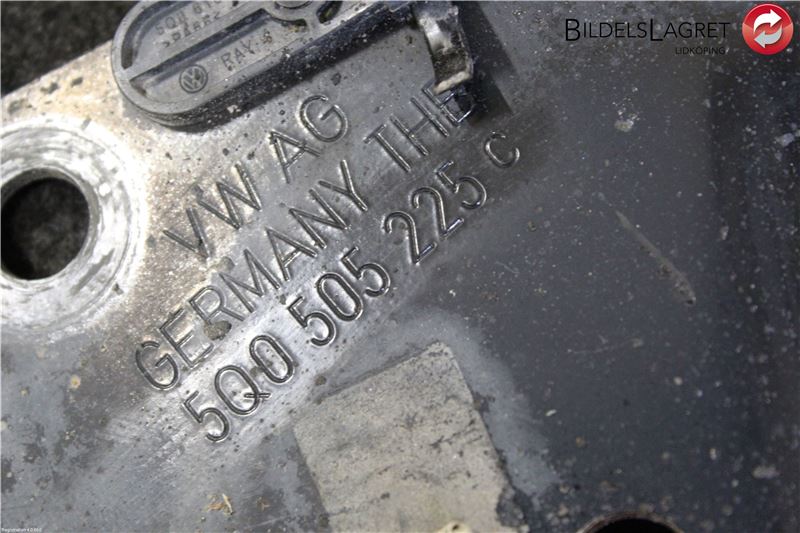 BILDELSLAGRET
LIDKÖPING
VW AG
GERMANY THE
5Q0 505 225 C